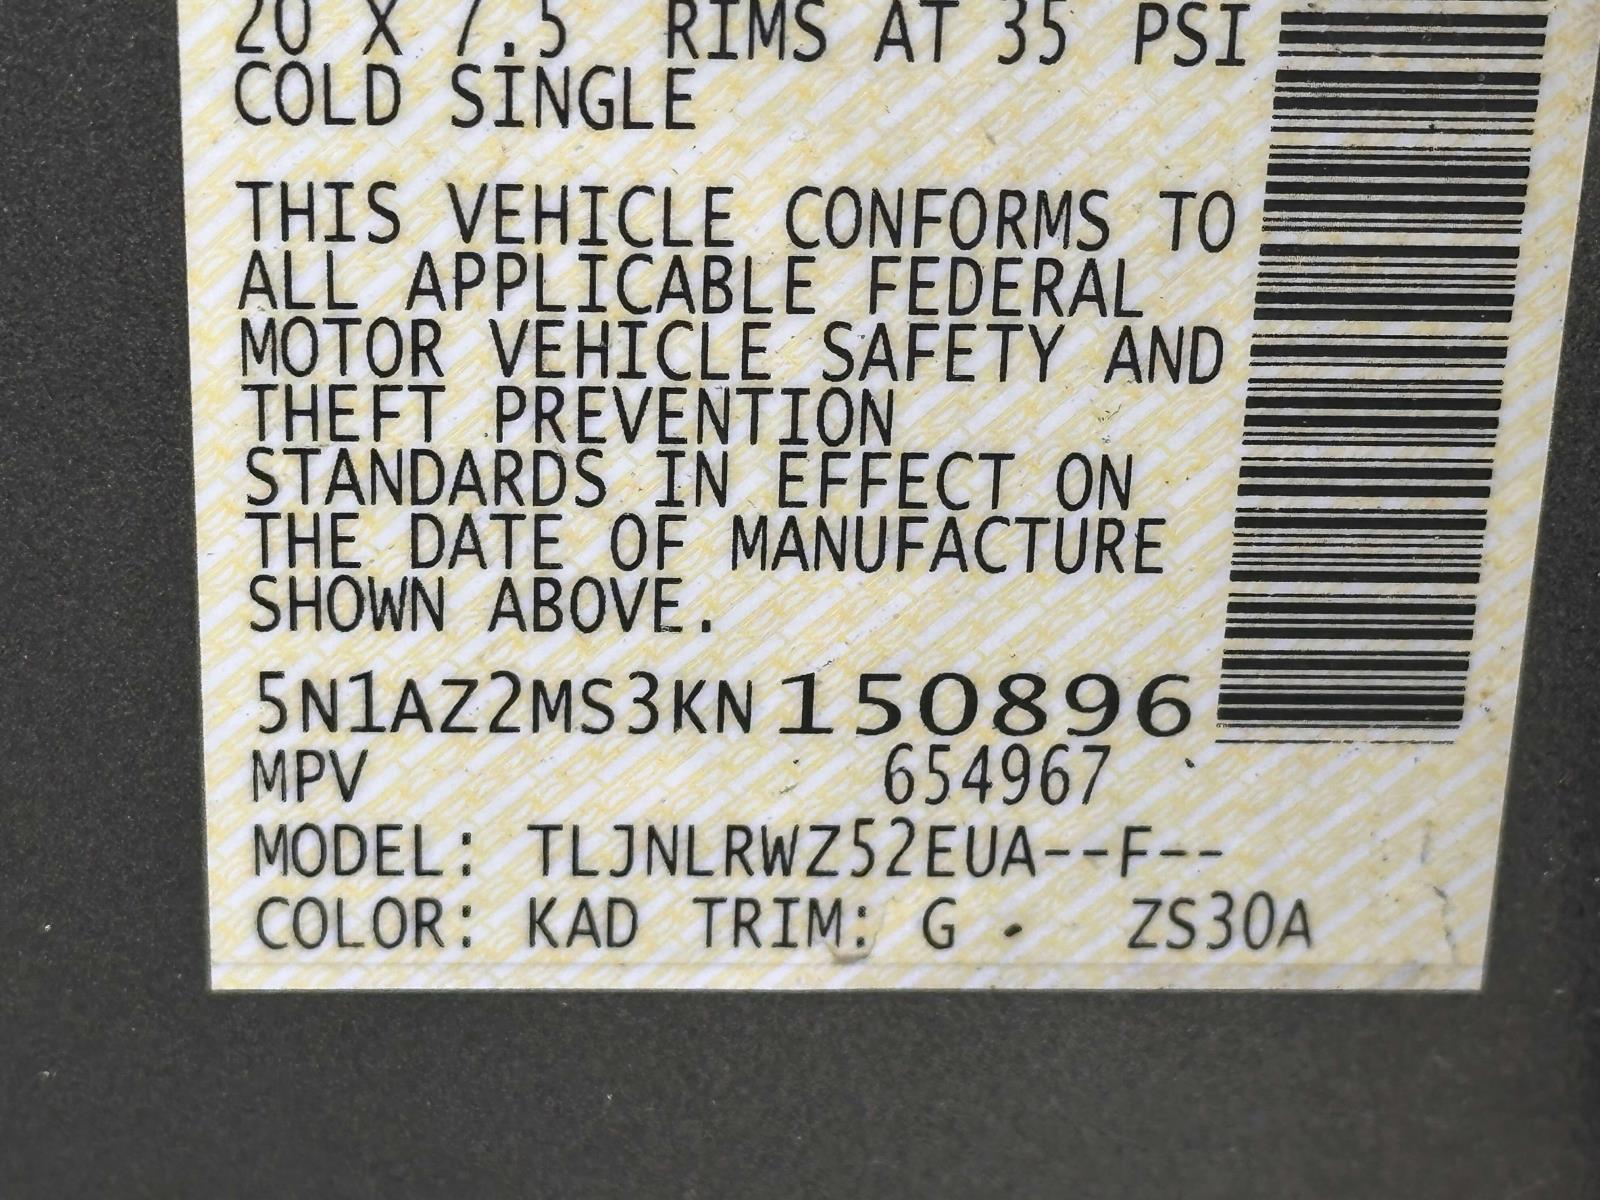 20 X 7.5 RIMS AT 35 PSI
COLD SINGLE
THIS VEHICLE CONFORMS TO
ALL APPLICABLE FEDERAL
MOTOR VEHICLE SAFETY AND
THEFT PREVENTION
STANDARDS IN EFFECT ON
THE DATE OF MANUFACTURE
SHOWN ABOVE.
5N1AZ2MS3KN150896
MPV 654967
MODEL: TLJNLRWZ52EUA--F--
COLOR: KAD TRIM: G ZS30A